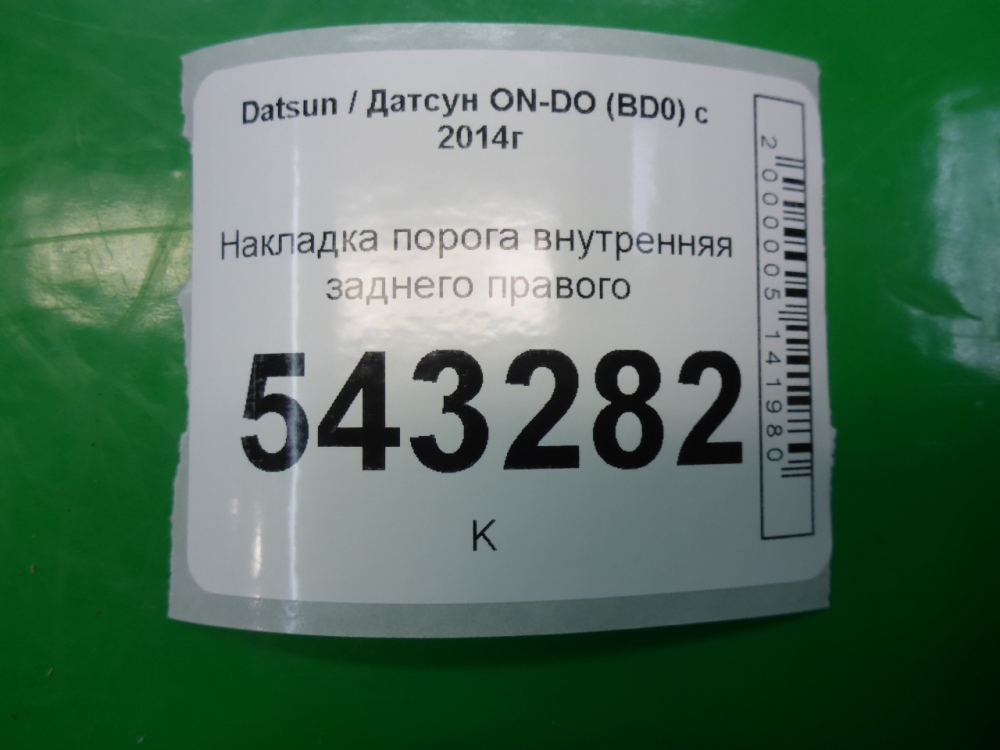 Datsun / Датсун ON-DO (BD0) с
2014г
Накладка порога внутренняя
заднего правого
543282
К
2000005141980